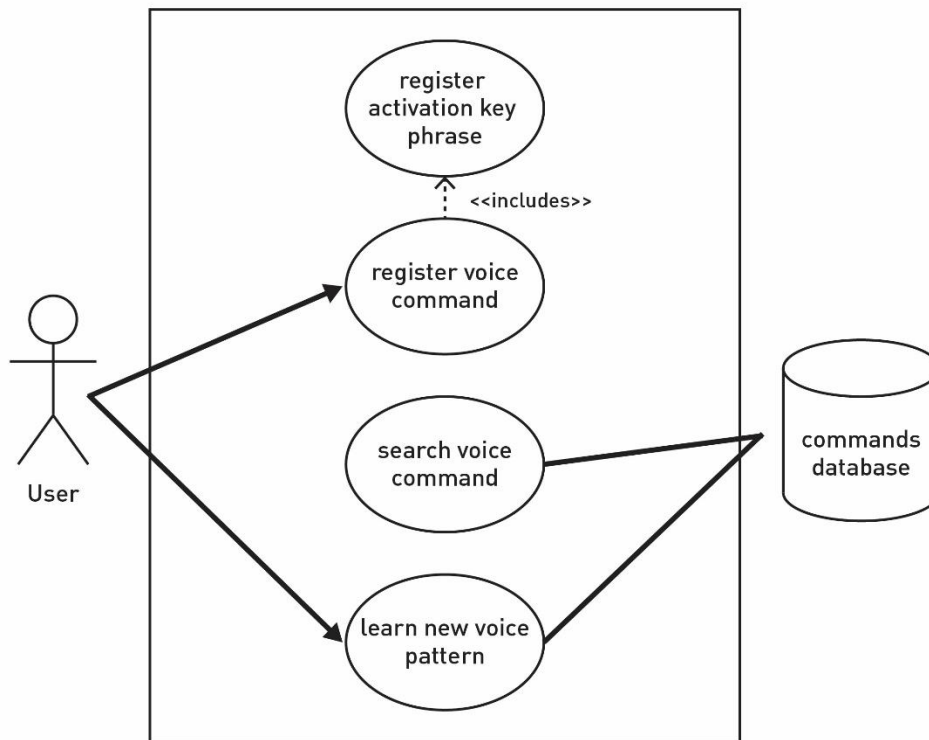 register
activation key
phrase
<<includes>>
register voice
command
User
search voice
command
commands
database
learn new voice
pattern